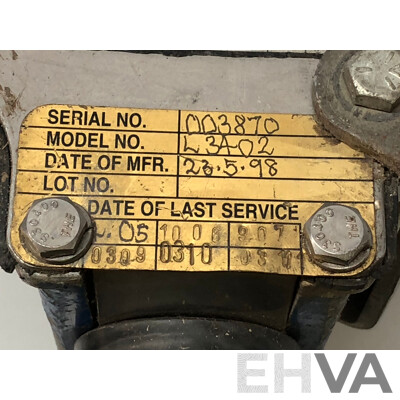 SERIAL NO. 003870
MODEL NO. L3A02
DATE OF MFR. 23.5.98
LOT NO.
DATE OF LAST SERVICE
05 1006
0309 0310
EHVA